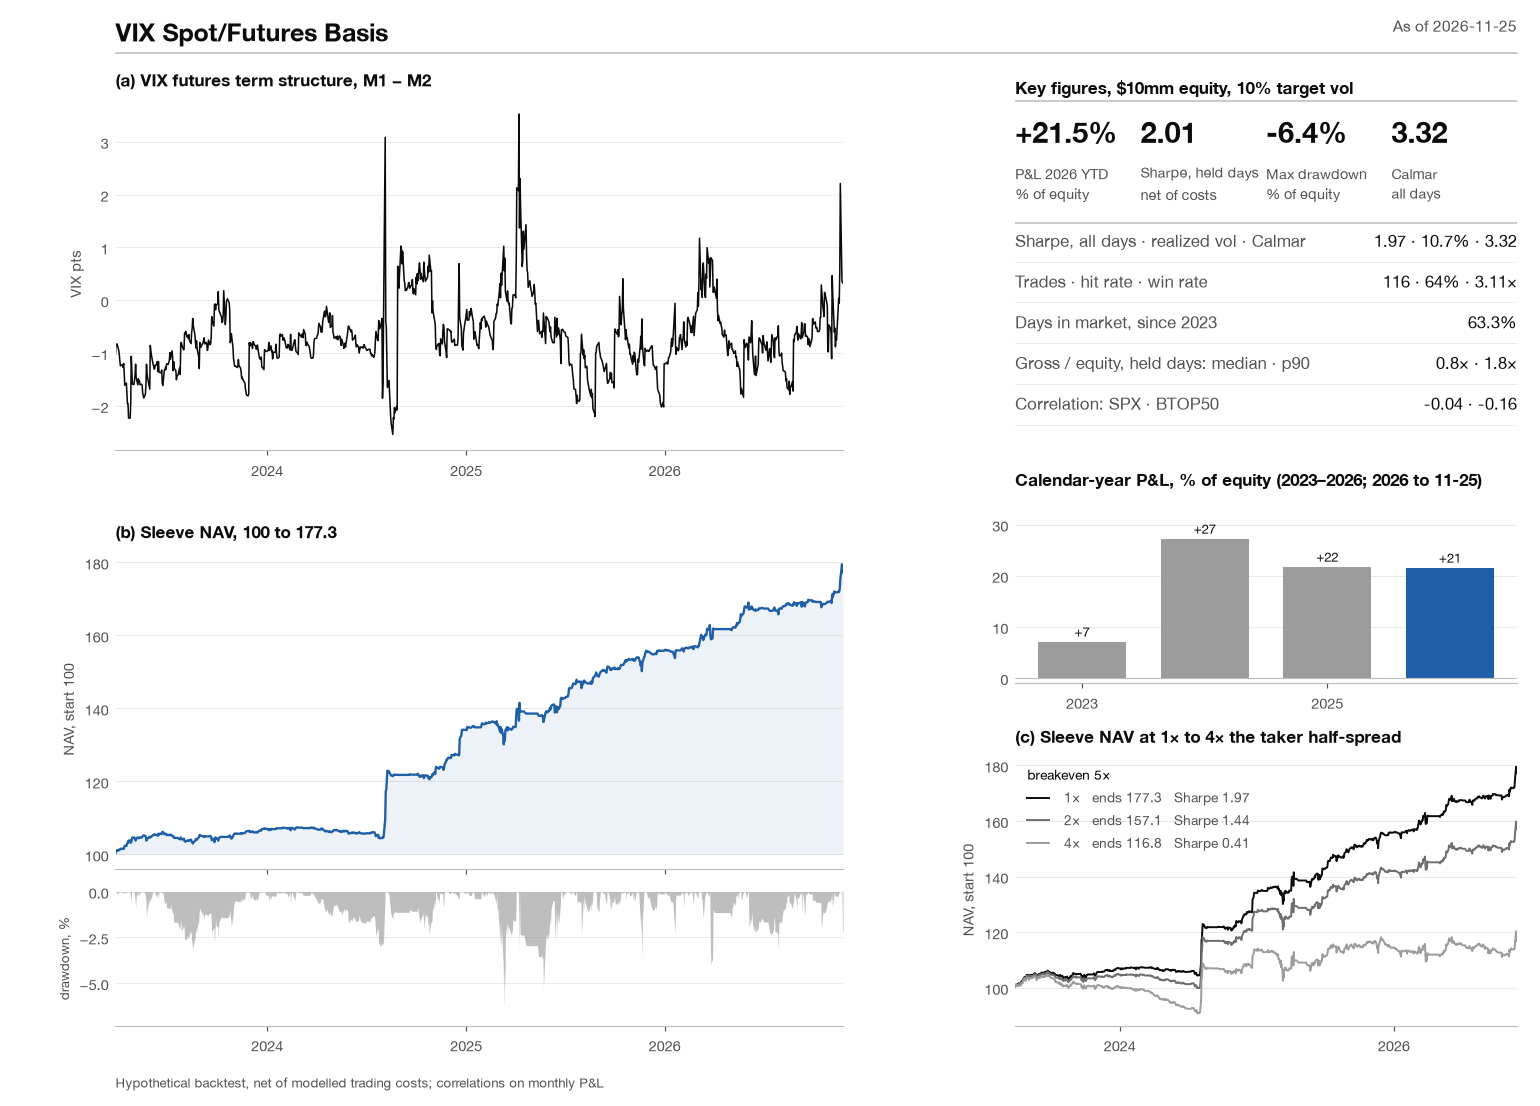 VIX Spot/Futures Basis
As of 2026-11-25
(a) VIX futures term structure, M1 – M2
VIX pts
3
2
1
0
−1
−2
2024
2025
2026
(b) Sleeve NAV, 100 to 177.3
NAV, start 100
180
160
140
120
100
drawdown, %
0.0
−2.5
−5.0
2024
2025
2026
Hypothetical backtest, net of modelled trading costs; correlations on monthly P&L
Key figures, $10mm equity, 10% target vol
+21.5% 2.01 -6.4% 3.32
P&L 2026 YTD Sharpe, held days Max drawdown Calmar
% of equity net of costs % of equity all days
Sharpe, all days · realized vol · Calmar 1.97 · 10.7% · 3.32
Trades · hit rate · win rate 116 · 64% · 3.11×
Days in market, since 2023 63.3%
Gross / equity, held days: median · p90 0.8× · 1.8×
Correlation: SPX · BTOP50 -0.04 · -0.16
Calendar-year P&L, % of equity (2023–2026; 2026 to 11-25)
30
20
10
0
+7
+27
+22
+21
2023
2025
(c) Sleeve NAV at 1× to 4× the taker half-spread
NAV, start 100
180
160
140
120
100
breakeven 5×
1× ends 177.3 Sharpe 1.97
2× ends 157.1 Sharpe 1.44
4× ends 116.8 Sharpe 0.41
2024
2026